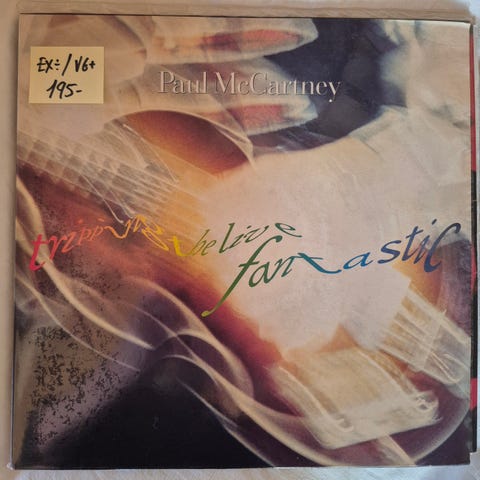 EX÷/VG+
195-
Paul McCartney
tripping the live
fantastic